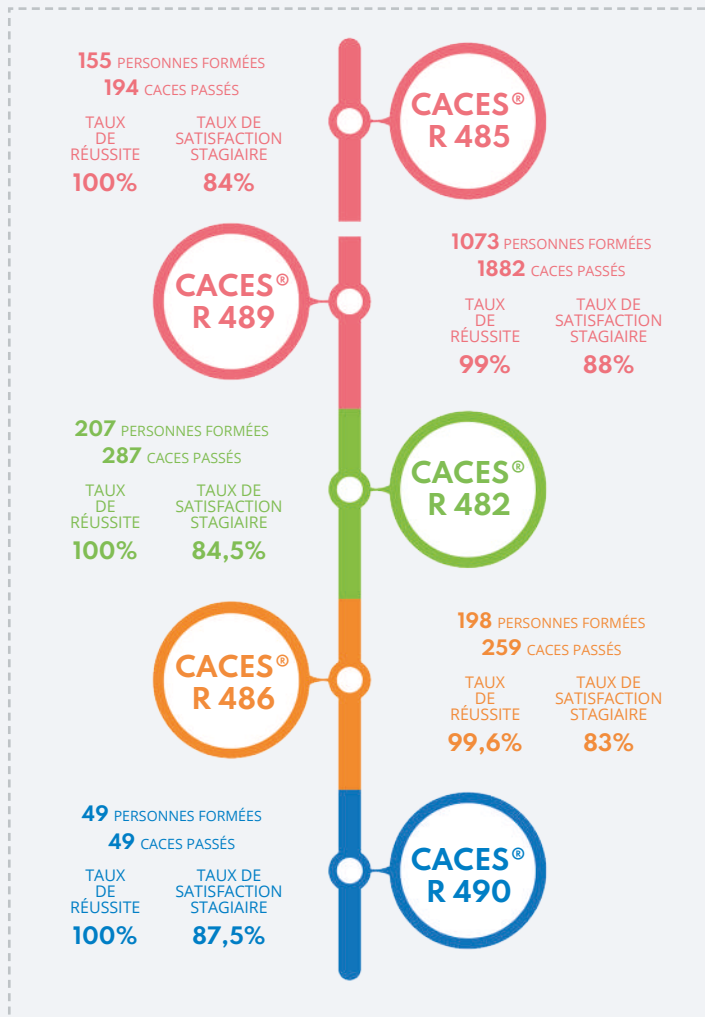 155 PERSONNES FORMÉES
194 CACES PASSÉS
TAUX
DE
RÉUSSITE
100%
TAUX DE
SATISFACTION
STAGIAIRE
84%
CACES®
R 485
CACES®
R 489
1073 PERSONNES FORMÉES
1882 CACES PASSÉS
TAUX
DE
RÉUSSITE
99%
TAUX DE
SATISFACTION
STAGIAIRE
88%
207 PERSONNES FORMÉES
287 CACES PASSÉS
TAUX
DE
RÉUSSITE
100%
TAUX DE
SATISFACTION
STAGIAIRE
84,5%
CACES®
R 482
CACES®
R 486
198 PERSONNES FORMÉES
259 CACES PASSÉS
TAUX
DE
RÉUSSITE
99,6%
TAUX DE
SATISFACTION
STAGIAIRE
83%
49 PERSONNES FORMÉES
49 CACES PASSÉS
TAUX
DE
RÉUSSITE
100%
TAUX DE
SATISFACTION
STAGIAIRE
87,5%
CACES®
R 490